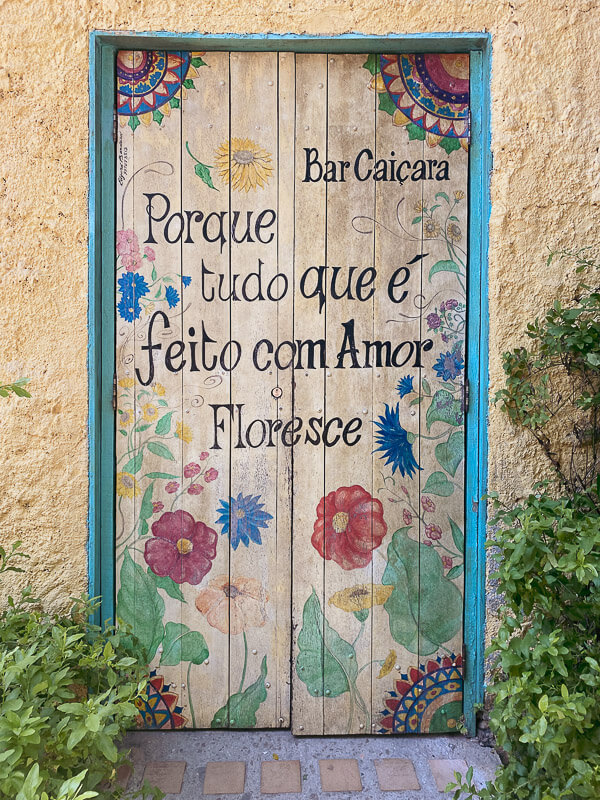 Bar Caiçara
Porque
tudo que é
feito com Amor
Floresce